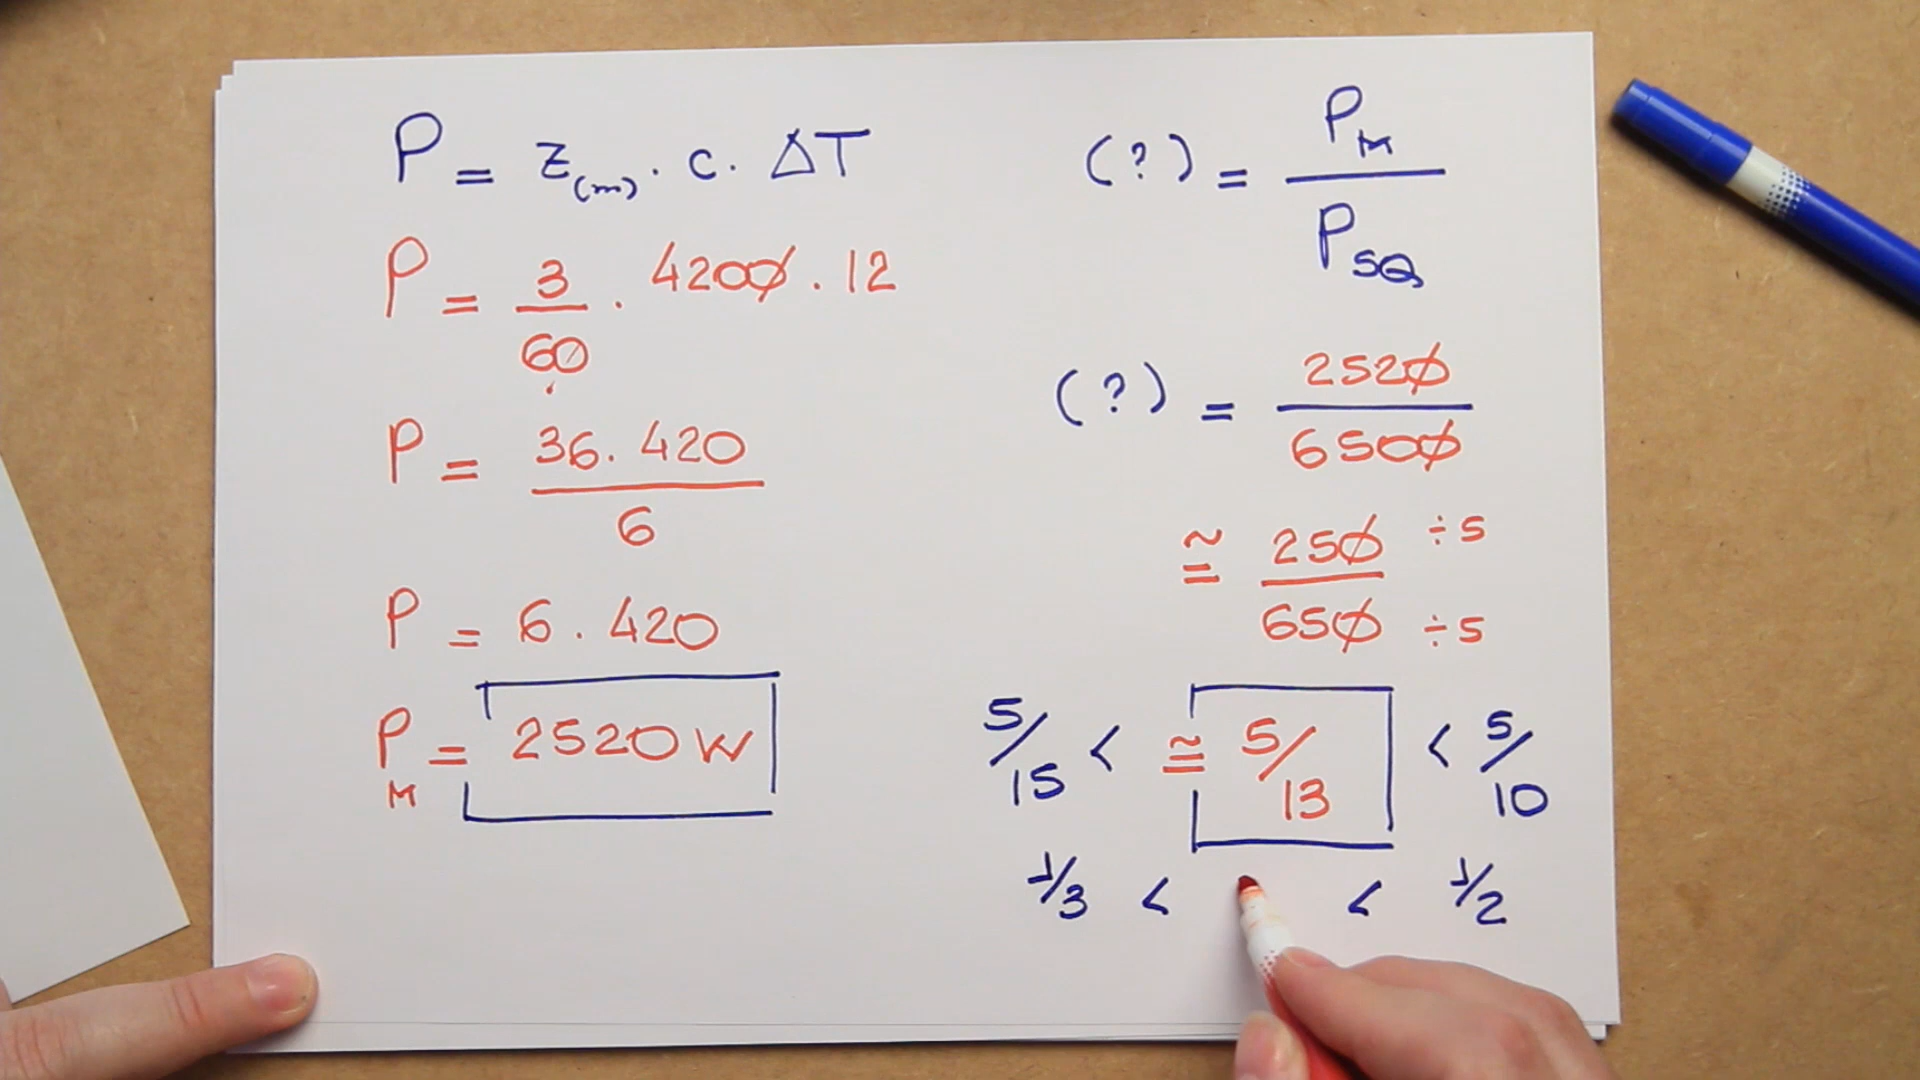 P = Z(m) . c . ΔT
P = 3/60 . 4200 . 12
P = 36 . 420 / 6
P = 6 . 420
PM = 2520 W
(?) = PM / PSQ
(?) = 2520 / 6500
≅ 250 / 650 ÷5 ÷5
5/15 < ≅ 5/13 < 5/10
1/3 < < 1/2